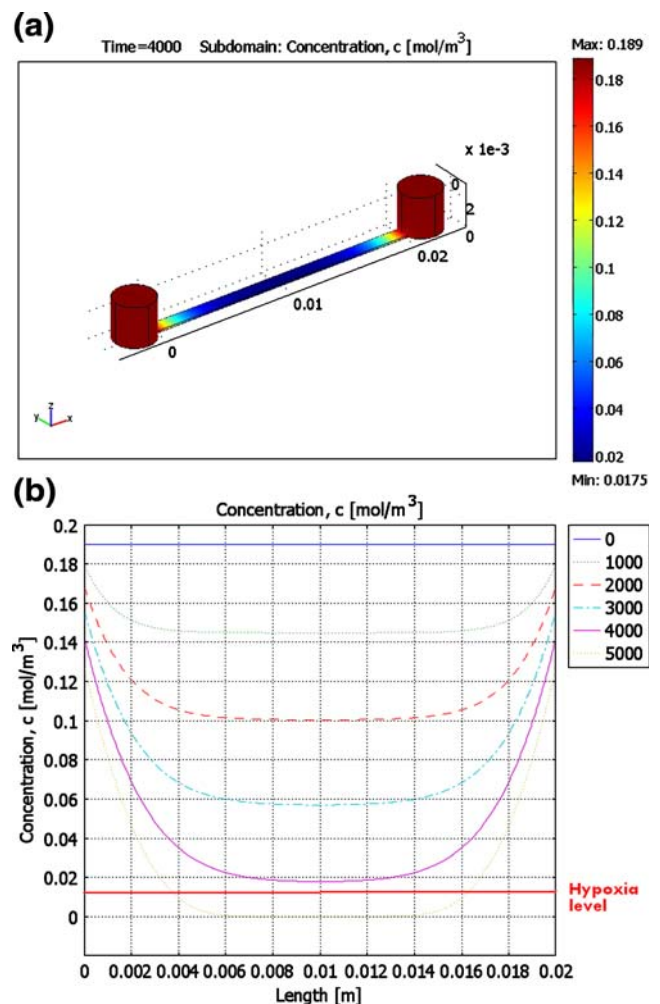 (a)
Time=4000 Subdomain: Concentration, c [mol/m³]
Max: 0.189
x 1e-3
0
2
0
0.02
0.01
0
z
y
x
0.18
0.16
0.14
0.12
0.1
0.08
0.06
0.04
0.02
Min: 0.0175
(b)
Concentration, c [mol/m³]
0.2
0.18
0.16
0.14
0.12
0.1
0.08
0.06
0.04
0.02
0
Concentration, c [mol/m³]
0
1000
2000
3000
4000
5000
Hypoxia
level
0 0.002 0.004 0.006 0.008 0.01 0.012 0.014 0.016 0.018 0.02
Length [m]